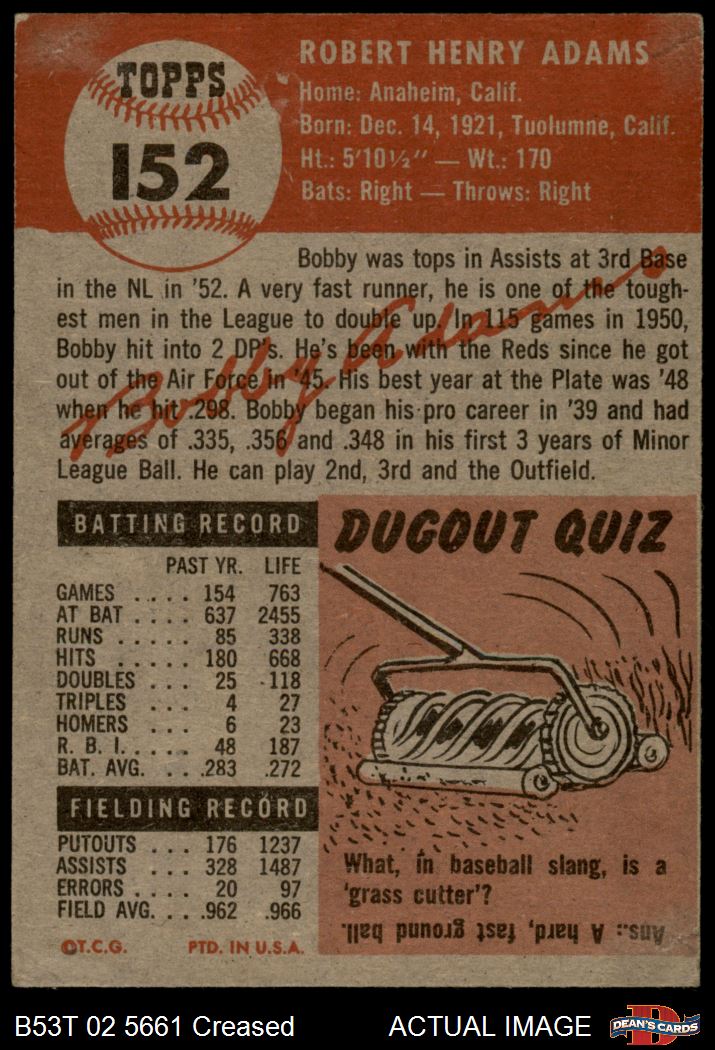 TOPPS
152
ROBERT HENRY ADAMS
Home: Anaheim, Calif.
Born: Dec. 14, 1921, Tuolumne, Calif.
Ht.: 5'10½" — Wt.: 170
Bats: Right — Throws: Right
Bobby was tops in Assists at 3rd Base
in the NL in '52. A very fast runner, he is one of the tough-
est men in the League to double up. In 115 games in 1950,
Bobby hit into 2 DP's. He's been with the Reds since he got
out of the Air Force in '45. His best year at the Plate was '48
when he hit .298. Bobby began his pro career in '39 and had
averages of .335, .356 and .348 in his first 3 years of Minor
League Ball. He can play 2nd, 3rd and the Outfield.
Bobby Adams
BATTING RECORD
PAST YR. LIFE
GAMES .... 154 763
AT BAT .... 637 2455
RUNS ..... 85 338
HITS ..... 180 668
DOUBLES ... 25 118
TRIPLES ... 4 27
HOMERS ... 6 23
R. B. I. .... 48 187
BAT. AVG. ... .283 .272
FIELDING RECORD
PUTOUTS ... 176 1237
ASSISTS ... 328 1487
ERRORS .... 20 97
FIELD AVG. ... .962 .966
©T.C.G. PTD. IN U.S.A.
DUGOUT QUIZ
What, in baseball slang, is a
'grass cutter'?
Ans.: A hard, fast ground
ball.
B53T 02 5661 Creased ACTUAL IMAGE
DEAN'S CARDS